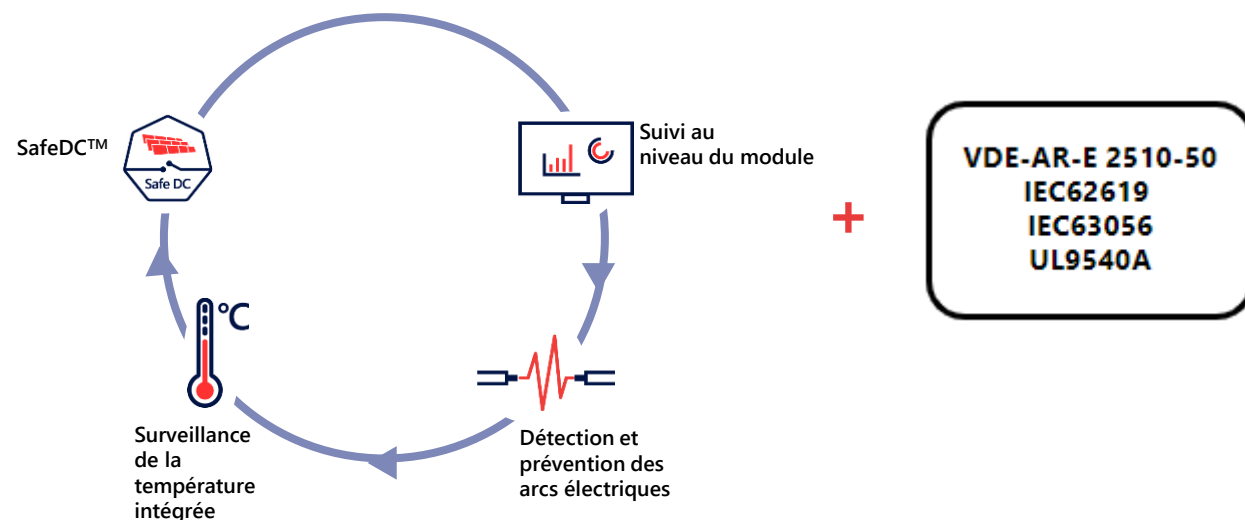 SafeDC™
Safe DC
Suivi au
niveau du module
°C
Surveillance
de la
température
intégrée
Détection et
prévention des
arcs électriques
+
VDE-AR-E 2510-50
IEC62619
IEC63056
UL9540A